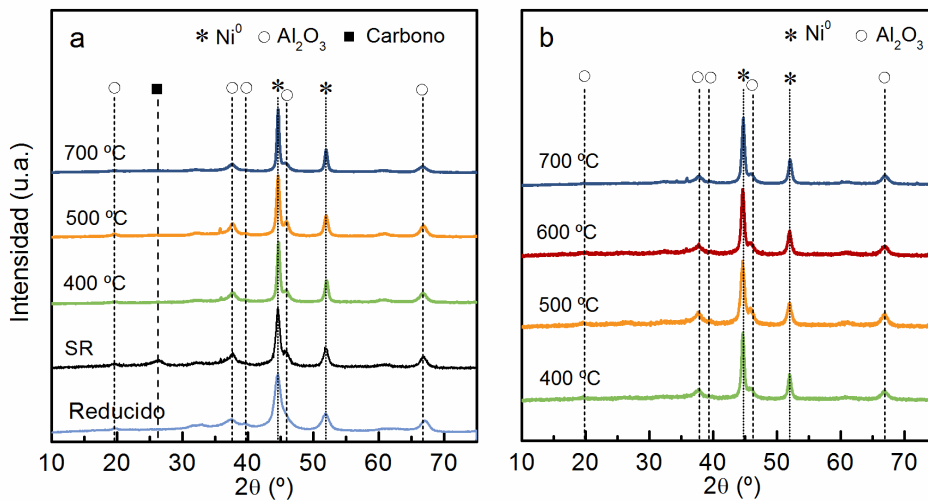 a
* Ni⁰ ○ Al₂O₃ ■ Carbono
700 ºC
500 ºC
400 ºC
SR
Reducido
Intensidad (u.a.)
10 20 30 40 50 60 70
2θ (º)
b
* Ni⁰ ○ Al₂O₃
700 ºC
600 ºC
500 ºC
400 ºC
10 20 30 40 50 60 70
2θ (º)